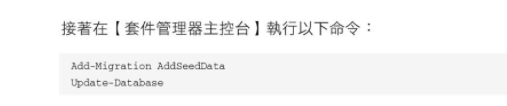 接著在【套件管理器主控台】執行以下命令：
Add-Migration AddSeedData
Update-Database